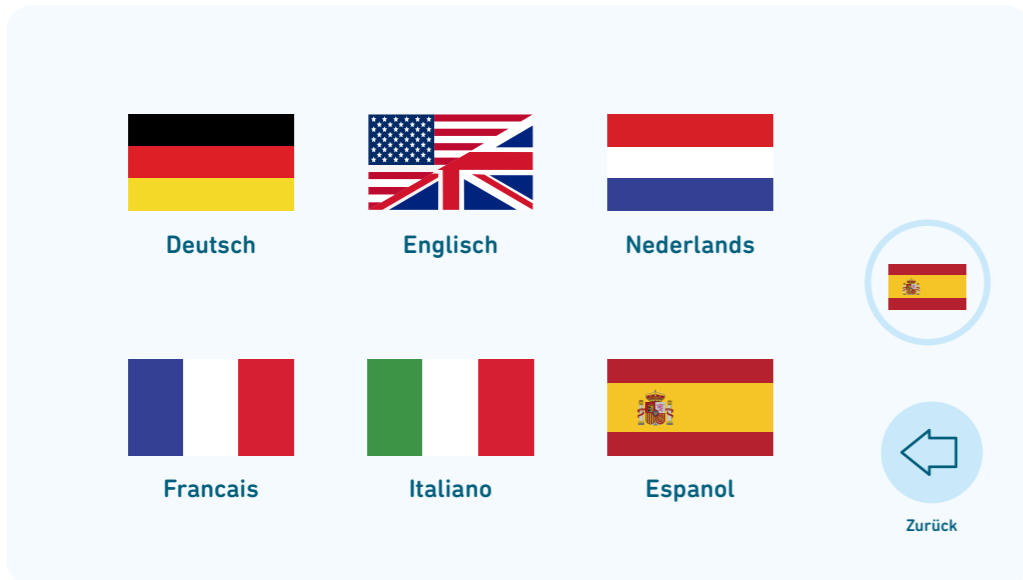 Deutsch
Englisch
Nederlands
Francais
Italiano
Espanol
Zurück